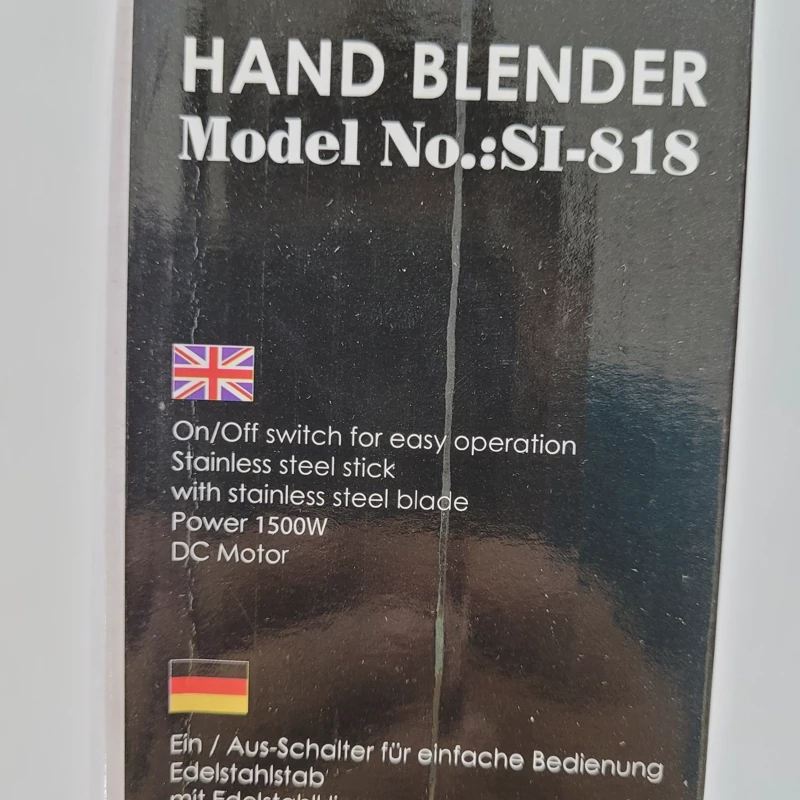 HAND BLENDER
Model No.:SI-818
On/Off switch for easy operation
Stainless steel stick
with stainless steel blade
Power 1500W
DC Motor
Ein / Aus-Schalter für einfache Bedienung
Edelstahlstab
mit